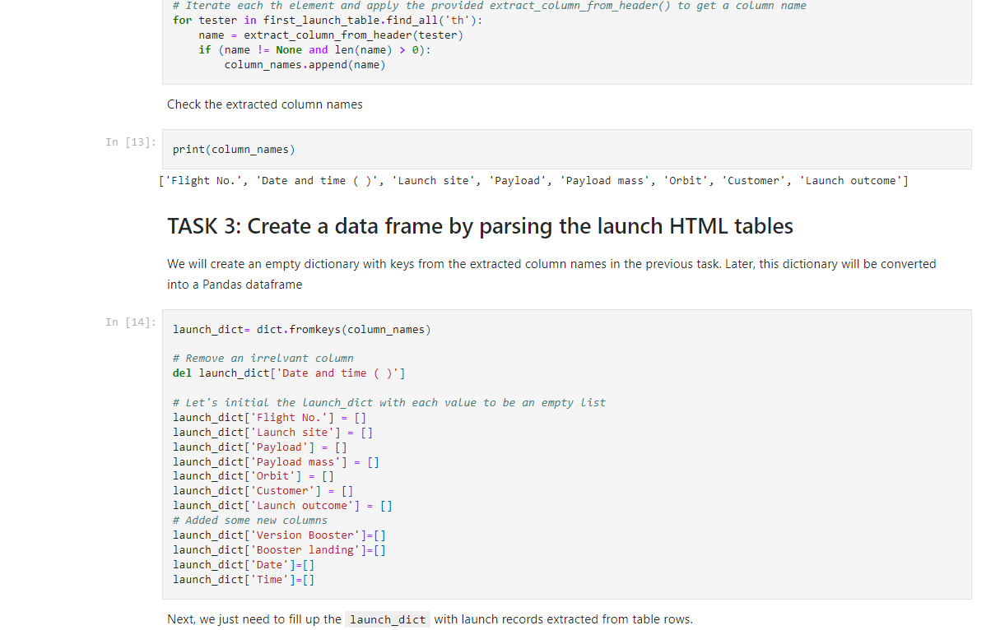 # Iterate each th element and apply the provided extract_column_from_header() to get a column name
for tester in first_launch_table.find_all('th'):
    name = extract_column_from_header(tester)
    if (name != None and len(name) > 0):
        column_names.append(name)
Check the extracted column names
In [13]:
print(column_names)
['Flight No.', 'Date and time ( )', 'Launch site', 'Payload', 'Payload mass', 'Orbit', 'Customer', 'Launch outcome']
TASK 3: Create a data frame by parsing the launch HTML tables
We will create an empty dictionary with keys from the extracted column names in the previous task. Later, this dictionary will be converted
into a Pandas dataframe
In [14]:
launch_dict= dict.fromkeys(column_names)
# Remove an irrelvant column
del launch_dict['Date and time ( )']
# Let's initial the launch_dict with each value to be an empty list
launch_dict['Flight No.'] = []
launch_dict['Launch site'] = []
launch_dict['Payload'] = []
launch_dict['Payload mass'] = []
launch_dict['Orbit'] = []
launch_dict['Customer'] = []
launch_dict['Launch outcome'] = []
# Added some new columns
launch_dict['Version Booster']=[]
launch_dict['Booster landing']=[]
launch_dict['Date']=[]
launch_dict['Time']=[]
Next, we just need to fill up the launch_dict with launch records extracted from table rows.